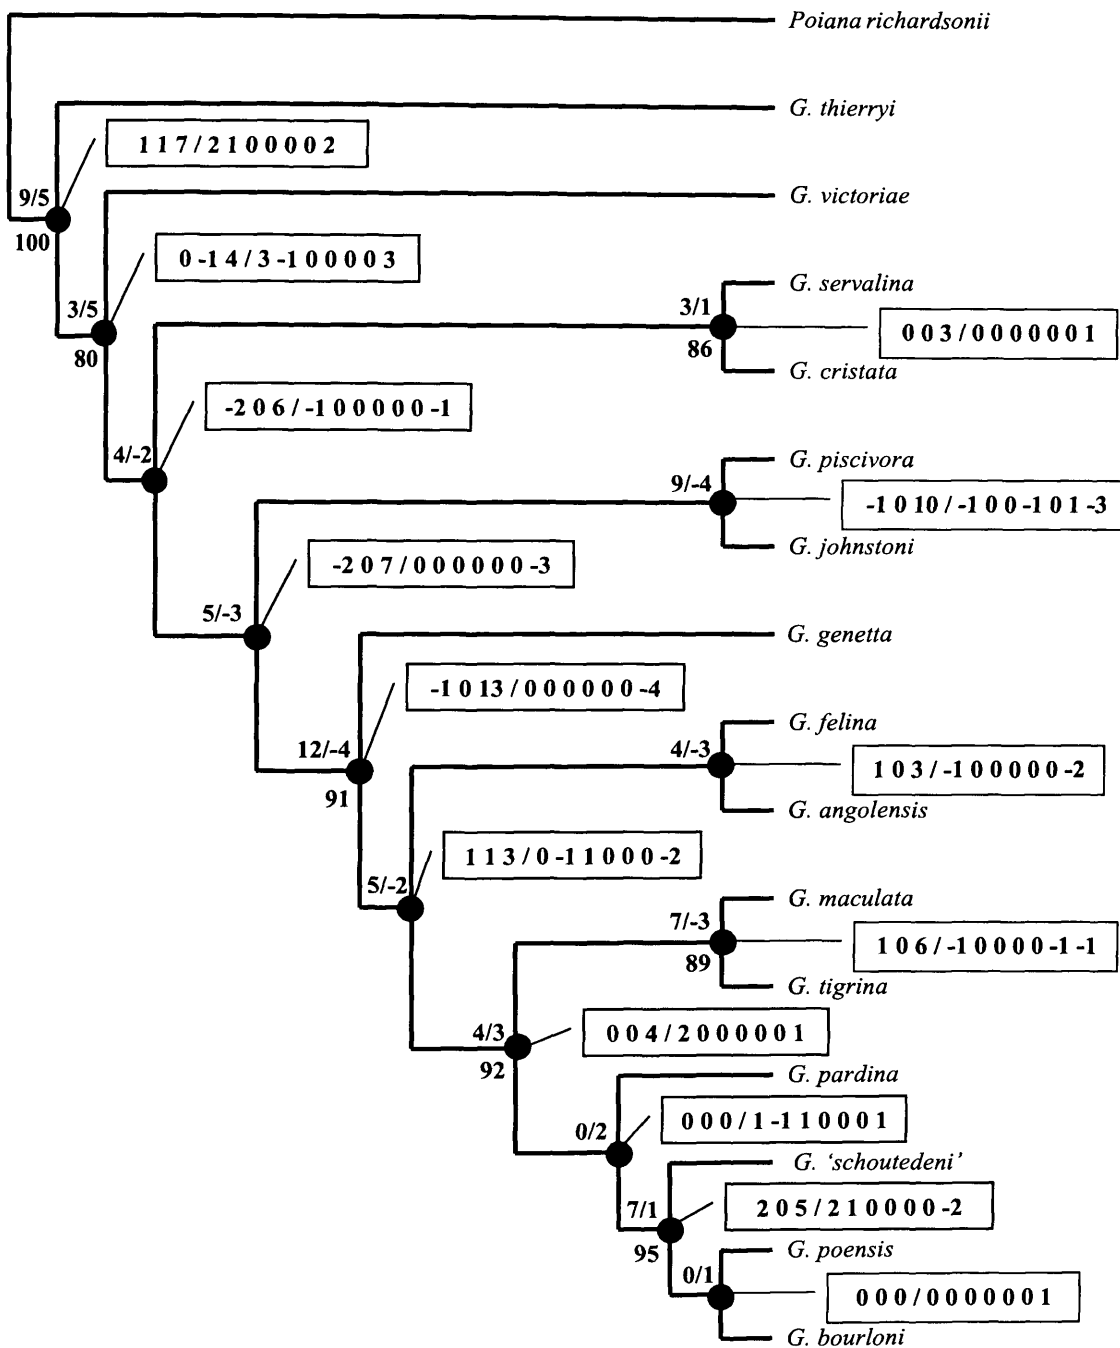 Poiana richardsonii
G. thierryi
1 1 7 / 2 1 0 0 0 0 2
9/5
G. victoriae
100
0 -1 4 / 3 -1 0 0 0 0 3
G. servalina
3/5
3/1
0 0 3 / 0 0 0 0 0 0 1
80
86
G. cristata
-2 0 6 / -1 0 0 0 0 0 -1
4/-2
G. piscivora
9/-4
-1 0 10 / -1 0 0 -1 0 1 -3
G. johnstoni
-2 0 7 / 0 0 0 0 0 0 -3
5/-3
G. genetta
-1 0 13 / 0 0 0 0 0 0 -4
G. felina
12/-4
4/-3
1 0 3 / -1 0 0 0 0 0 -2
91
G. angolensis
1 1 3 / 0 -1 1 0 0 0 -2
5/-2
G. maculata
7/-3
1 0 6 / -1 0 0 0 0 -1 -1
89
G. tigrina
4/3
0 0 4 / 2 0 0 0 0 0 1
92
G. pardina
0 0 0 / 1 -1 1 0 0 0 1
0/2
G. ‘schoutedeni’
7/1
2 0 5 / 2 1 0 0 0 0 -2
95
G. poensis
0/1
0 0 0 / 0 0 0 0 0 0 1
G. bourloni